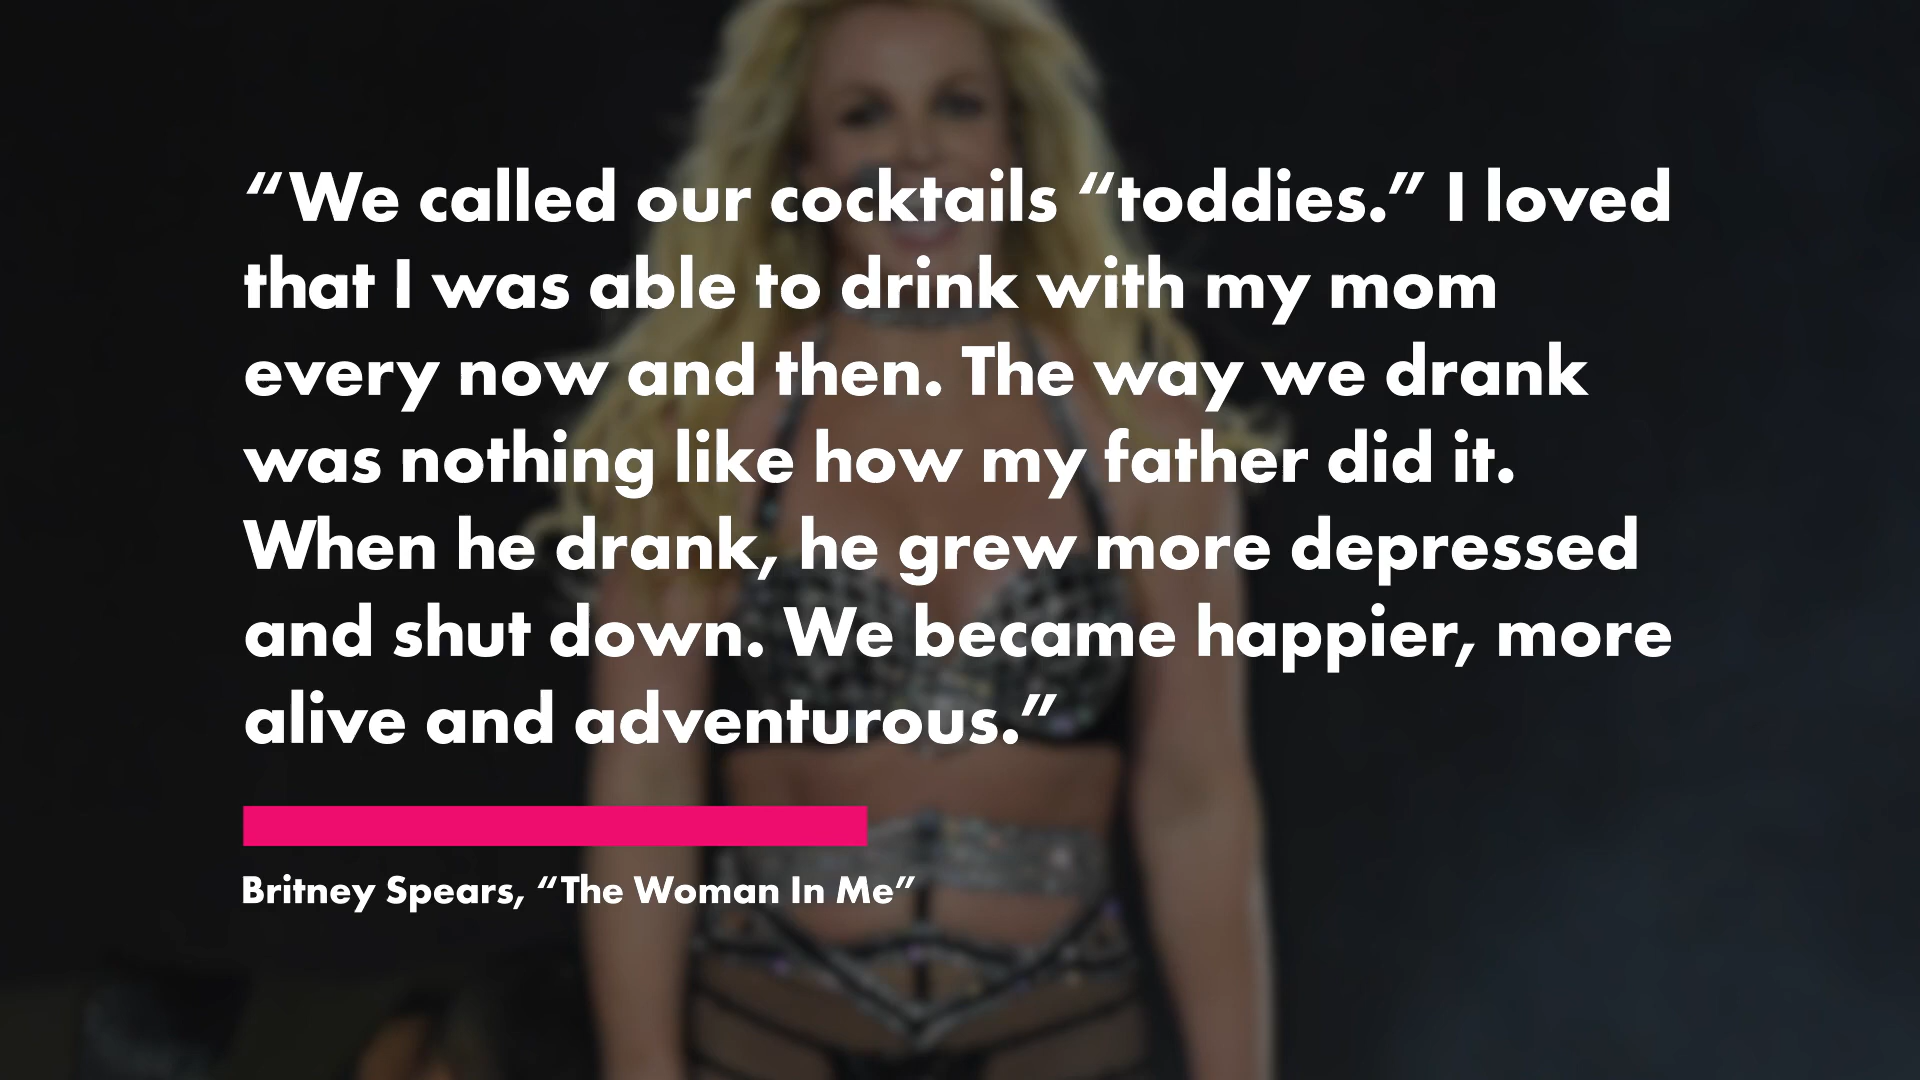 “We called our cocktails “toddies.” I loved
that I was able to drink with my mom
every now and then. The way we drank
was nothing like how my father did it.
When he drank, he grew more depressed
and shut down. We became happier, more
alive and adventurous.”
Britney Spears, “The Woman In Me”